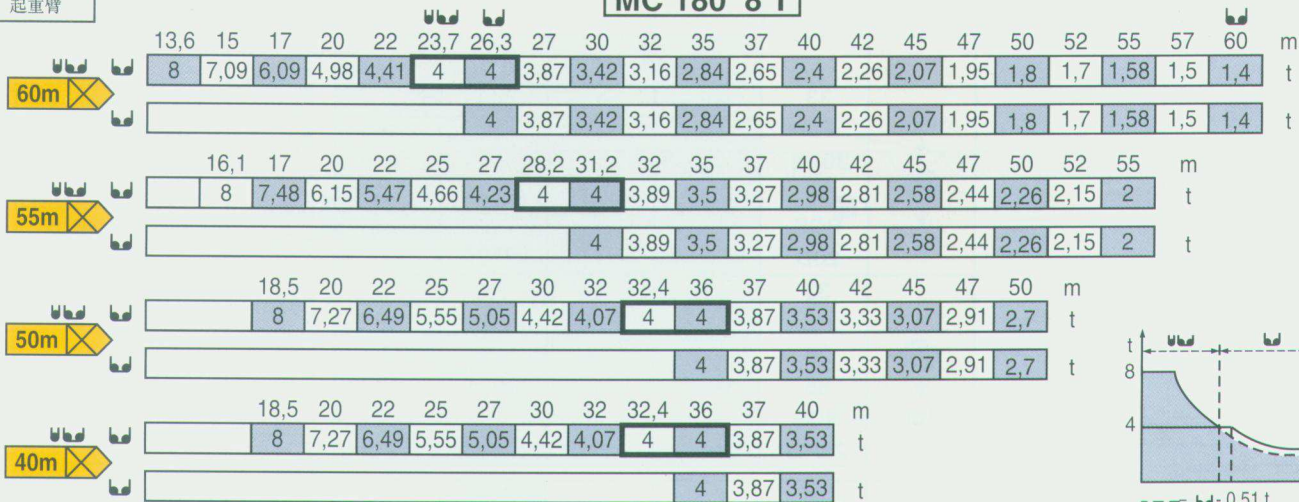 起重臂
MC 180 8 T
13,6 15 17 20 22 23,7 26,3 27 30 32 35 37 40 42 45 47 50 52 55 57 60 m
60m 8 7,09 6,09 4,98 4,41 4 4 3,87 3,42 3,16 2,84 2,65 2,4 2,26 2,07 1,95 1,8 1,7 1,58 1,5 1,4 t
4 3,87 3,42 3,16 2,84 2,65 2,4 2,26 2,07 1,95 1,8 1,7 1,58 1,5 1,4 t
16,1 17 20 22 25 27 28,2 31,2 32 35 37 40 42 45 47 50 52 55 m
55m 8 7,48 6,15 5,47 4,66 4,23 4 4 3,89 3,5 3,27 2,98 2,81 2,58 2,44 2,26 2,15 2 t
4 3,89 3,5 3,27 2,98 2,81 2,58 2,44 2,26 2,15 2 t
18,5 20 22 25 27 30 32 32,4 36 37 40 42 45 47 50 m
50m 8 7,27 6,49 5,55 5,05 4,42 4,07 4 4 3,87 3,53 3,33 3,07 2,91 2,7 t
4 3,87 3,53 3,33 3,07 2,91 2,7 t
18,5 20 22 25 27 30 32 32,4 36 37 40 m
40m 8 7,27 6,49 5,55 5,05 4,42 4,07 4 4 3,87 3,53 t
4 3,87 3,53 t
t
8
4
= - 0,51 t